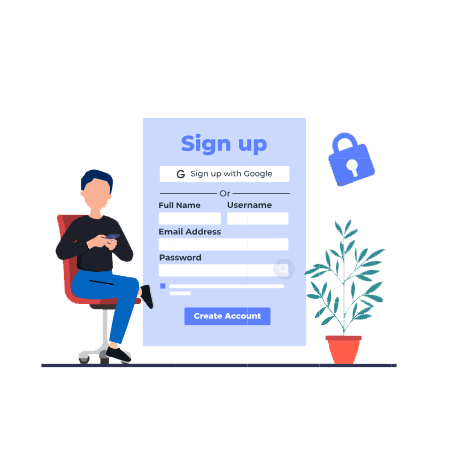 Sign up
G Sign up with Google
Or
Full Name Username
Email Address
Password
Create Account